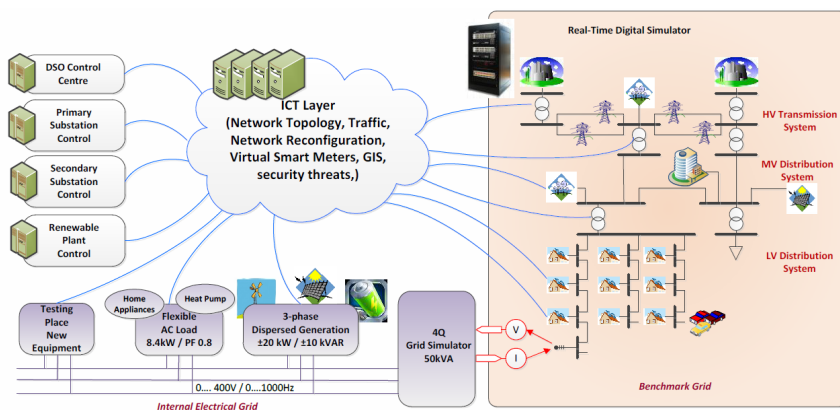 DSO Control
Centre
Primary
Substation
Control
Secondary
Substation
Control
Renewable
Plant
Control
ICT Layer
(Network Topology, Traffic,
Network Reconfiguration,
Virtual Smart Meters, GIS,
security threats,)
Real-Time Digital Simulator
HV Transmission
System
MV Distribution
System
LV Distribution
System
Testing
Place
New
Equipment
Home
Appliances
Heat Pump
Flexible
AC Load
8.4kW / PF 0.8
3-phase
Dispersed Generation
±20 kW / ±10 kVAR
4Q
Grid Simulator
50kVA
V
I
0.... 400V / 0....1000Hz
Internal Electrical Grid
Benchmark Grid